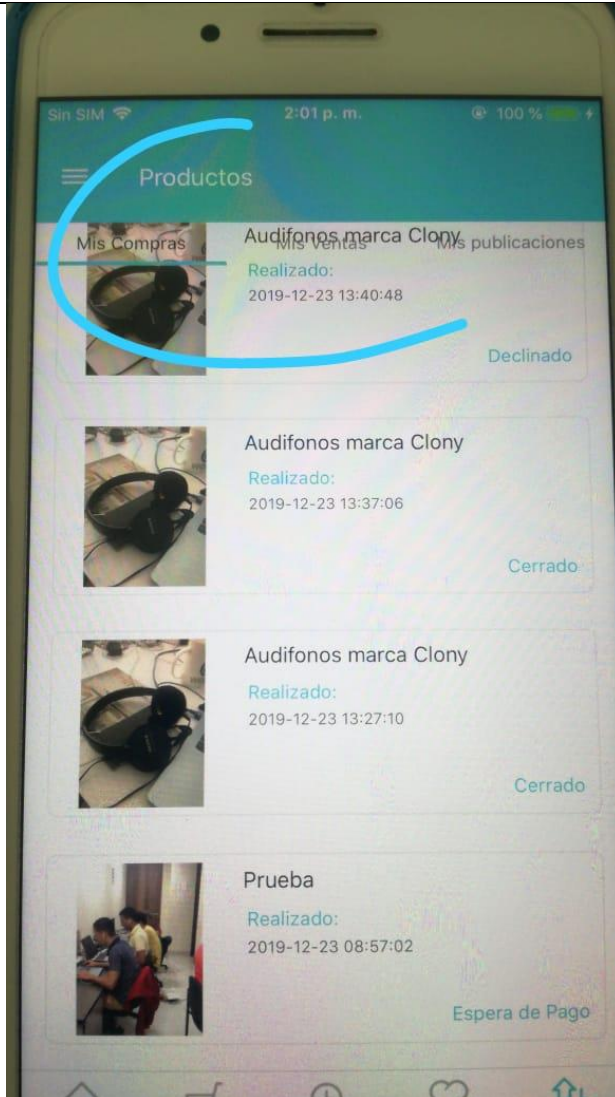 Sin SIM 2:01 p. m. 100 %
Productos
Mis Compras Mis Ventas Mis publicaciones
Audifonos marca Clony
Realizado:
2019-12-23 13:40:48
Declinado
Audifonos marca Clony
Realizado:
2019-12-23 13:37:06
Cerrado
Audifonos marca Clony
Realizado:
2019-12-23 13:27:10
Cerrado
Prueba
Realizado:
2019-12-23 08:57:02
Espera de Pago